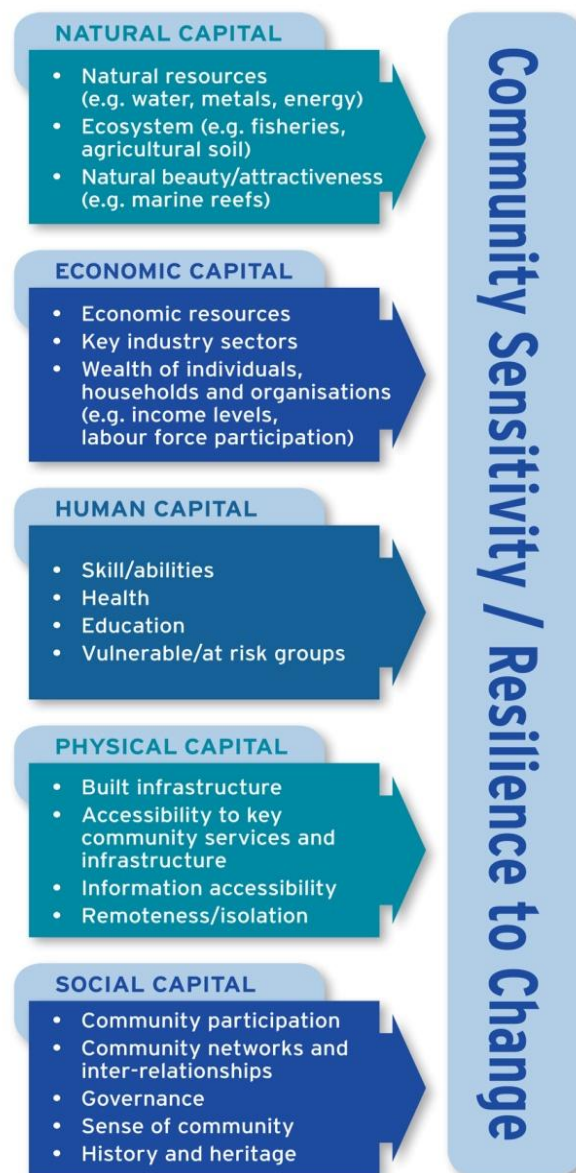 NATURAL CAPITAL
• Natural resources
(e.g. water, metals, energy)
• Ecosystem (e.g. fisheries,
agricultural soil)
• Natural beauty/attractiveness
(e.g. marine reefs)
ECONOMIC CAPITAL
• Economic resources
• Key industry sectors
• Wealth of individuals,
households and organisations
(e.g. income levels,
labour force participation)
HUMAN CAPITAL
• Skill/abilities
• Health
• Education
• Vulnerable/at risk groups
PHYSICAL CAPITAL
• Built infrastructure
• Accessibility to key
community services and
infrastructure
• Information accessibility
• Remoteness/isolation
SOCIAL CAPITAL
• Community participation
• Community networks and
inter-relationships
• Governance
• Sense of community
• History and heritage
Community Sensitivity / Resilience to Change